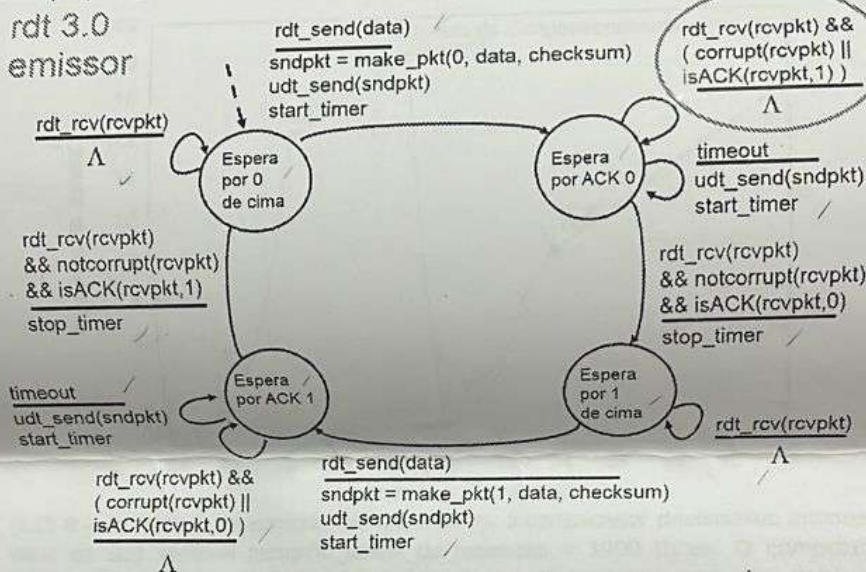 rdt 3.0
emissor
rdt_send(data)
sndpkt = make_pkt(0, data, checksum)
udt_send(sndpkt)
start_timer
rdt_rcv(rcvpkt) &&
( corrupt(rcvpkt) ||
isACK(rcvpkt,1) )
Λ
rdt_rcv(rcvpkt)
Λ
Espera
por 0
de cima
Espera
por ACK 0
timeout
udt_send(sndpkt)
start_timer
rdt_rcv(rcvpkt)
&& notcorrupt(rcvpkt)
&& isACK(rcvpkt,1)
stop_timer
rdt_rcv(rcvpkt)
&& notcorrupt(rcvpkt)
&& isACK(rcvpkt,0)
stop_timer
timeout
udt_send(sndpkt)
start_timer
Espera
por ACK 1
Espera
por 1
de cima
rdt_rcv(rcvpkt)
Λ
rdt_rcv(rcvpkt) &&
( corrupt(rcvpkt) ||
isACK(rcvpkt,0) )
Λ
rdt_send(data)
sndpkt = make_pkt(1, data, checksum)
udt_send(sndpkt)
start_timer